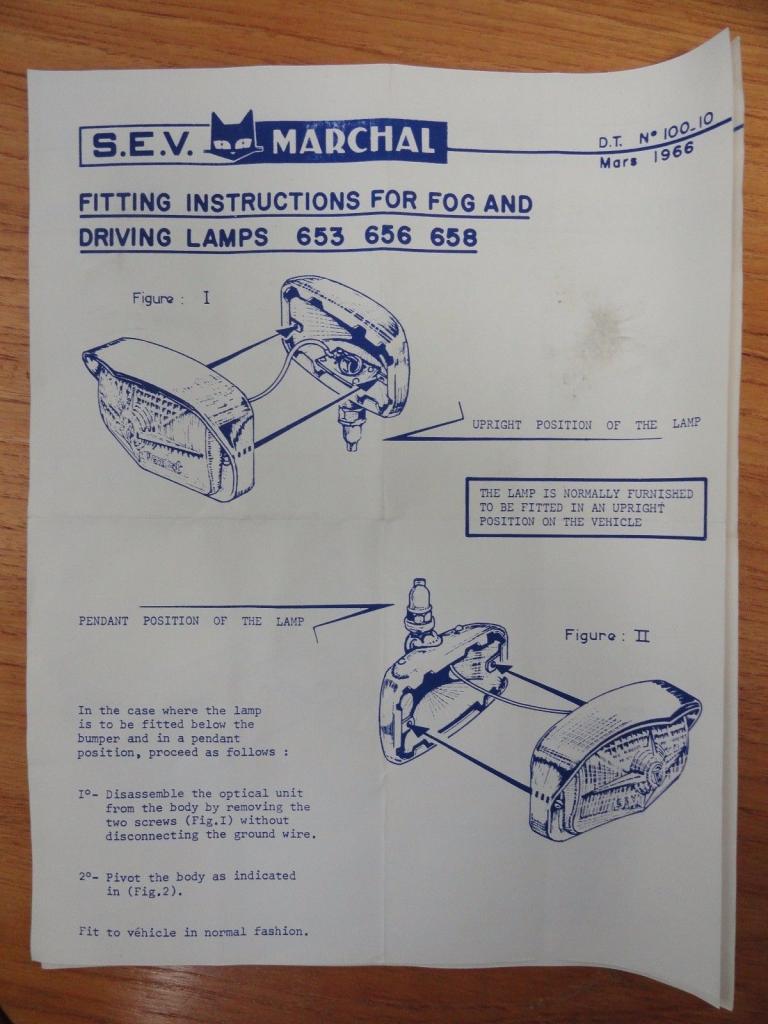 S.E.V. MARCHAL
D.T. N° 100_10
Mars 1966
FITTING INSTRUCTIONS FOR FOG AND
DRIVING LAMPS 653 656 658
Figure : I
UPRIGHT POSITION OF THE LAMP
THE LAMP IS NORMALLY FURNISHED
TO BE FITTED IN AN UPRIGHT
POSITION ON THE VEHICLE
PENDANT POSITION OF THE LAMP
Figure : II
In the case where the lamp
is to be fitted below the
bumper and in a pendant
position, proceed as follows :
I°- Disassemble the optical unit
from the body by removing the
two screws (Fig.I) without
disconnecting the ground wire.
2°- Pivot the body as indicated
in (Fig.2).
Fit to véhicle in normal fashion.